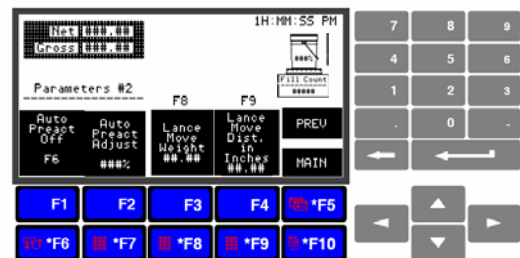 1H:MM:SS PM
Net ###.##
Gross ###.##
###%
Fill Count
#####
Parameters #2
F8 F9
Auto Preact Off F6
Auto Preact Adjust ###%
Lance Move Weight ##.##
Lance Move Dist. in Inches ##.##
PREV
MAIN
7 8 9
4 5 6
1 2 3
. 0 -
F1 F2 F3 F4 *F5
*F6 *F7 *F8 *F9 *F10